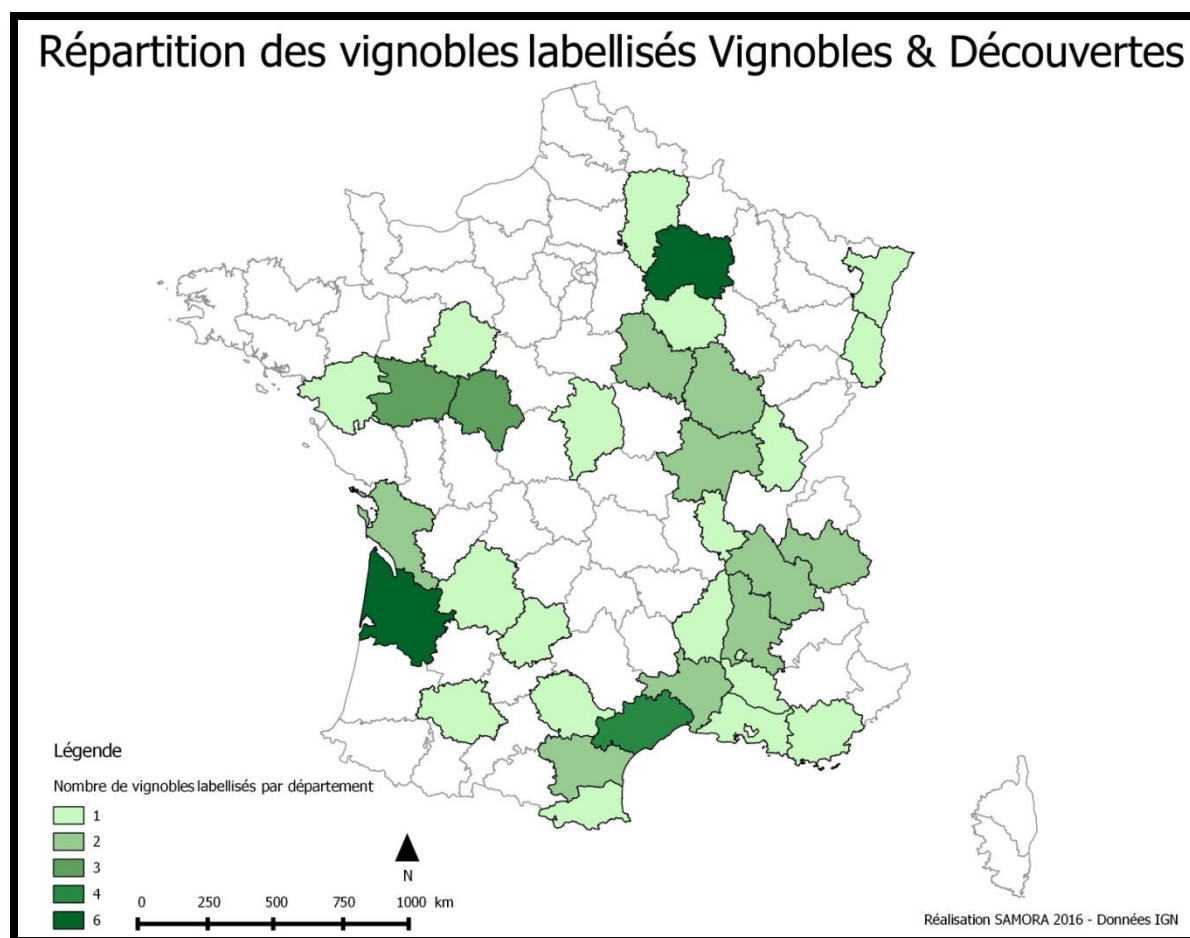 Répartition des vignobles labellisés Vignobles & Découvertes
Légende
Nombre de vignobles labellisés par département
1
2
3
4
6
N
0 250 500 750 1000 km
Réalisation SAMORA 2016 - Données IGN